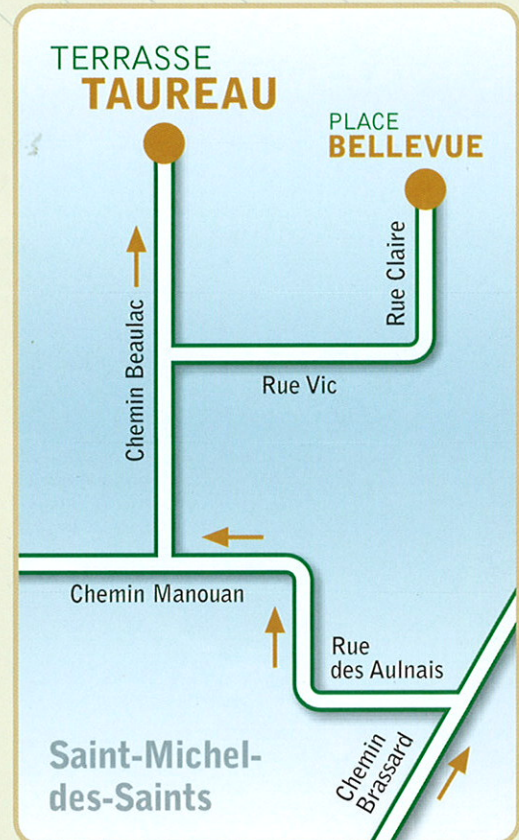 TERRASSE
TAUREAU
PLACE
BELLEVUE
Rue Claire
Chemin Beaulac
Rue Vic
Chemin Manouan
Rue
des Aulnais
Chemin
Brassard
Saint-Michel-
des-Saints